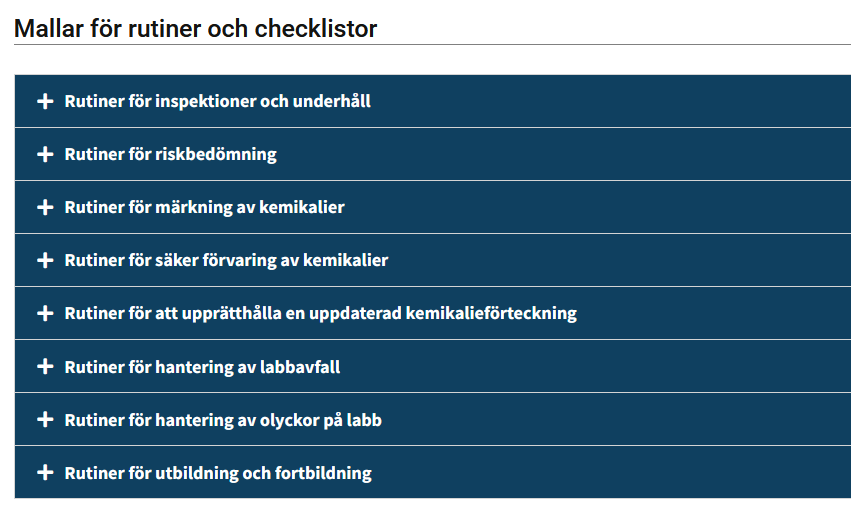 Mallar för rutiner och checklistor
Rutiner för inspektioner och underhåll
Rutiner för riskbedömning
Rutiner för märkning av kemikalier
Rutiner för säker förvaring av kemikalier
Rutiner för att upprätthålla en uppdaterad kemikalieförteckning
Rutiner för hantering av labbavfall
Rutiner för hantering av olyckor på labb
Rutiner för utbildning och fortbildning